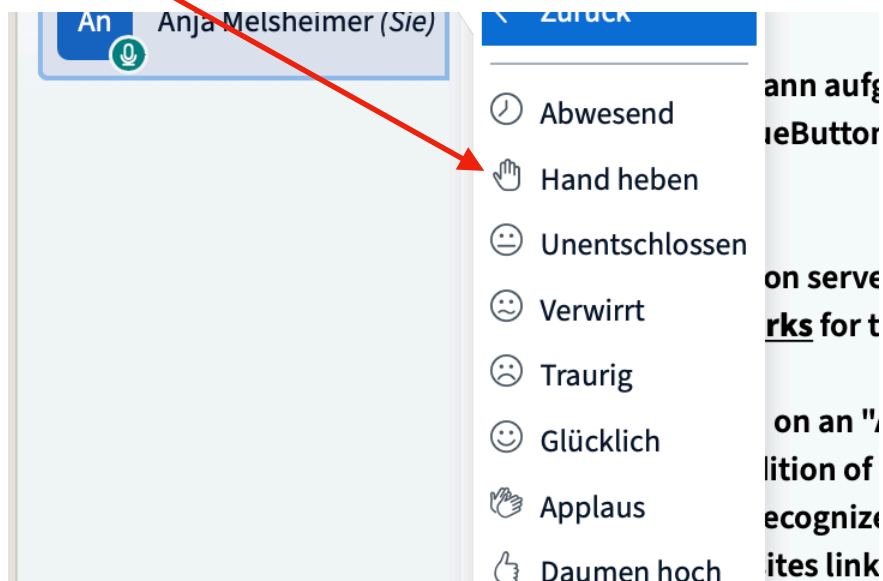 An Anja Melsheimer (Sie)
Zurück
Abwesend
Hand heben
Unentschlossen
Verwirrt
Traurig
Glücklich
Applaus
Daumen hoch
ann aufg
ueButton
on serve
rks for t
on an "A
lition of
ecognize
ites link